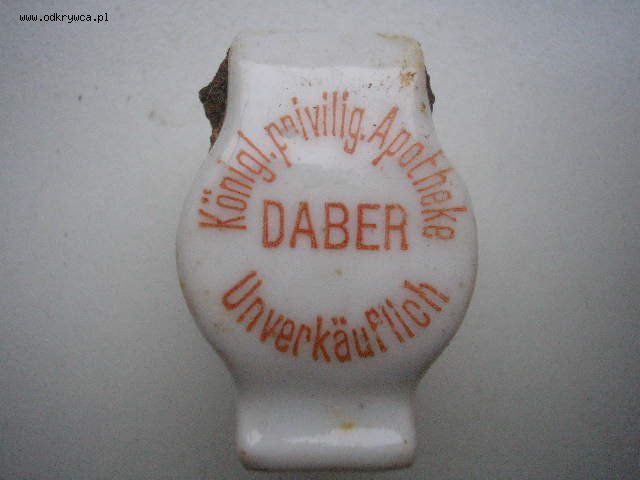 www.odkrywca.pl
Königl. privilig. Apotheke
DABER
Unverkäuflich